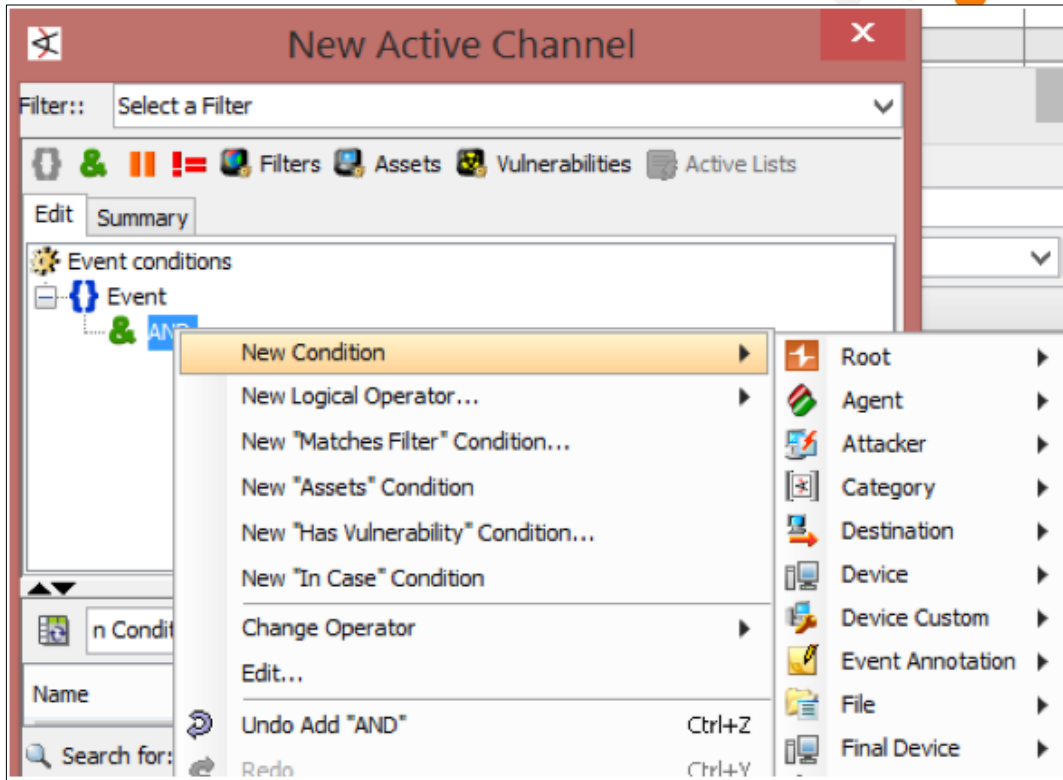 New Active Channel
Filter:: Select a Filter
Filters Assets Vulnerabilities Active Lists
Edit Summary
Event conditions
Event
AND
New Condition
New Logical Operator...
New "Matches Filter" Condition...
New "Assets" Condition
New "Has Vulnerability" Condition...
New "In Case" Condition
Change Operator
Edit...
Undo Add "AND" Ctrl+Z
Redo Ctrl+Y
Root
Agent
Attacker
Category
Destination
Device
Device Custom
Event Annotation
File
Final Device
n Condit
Name
Search for: